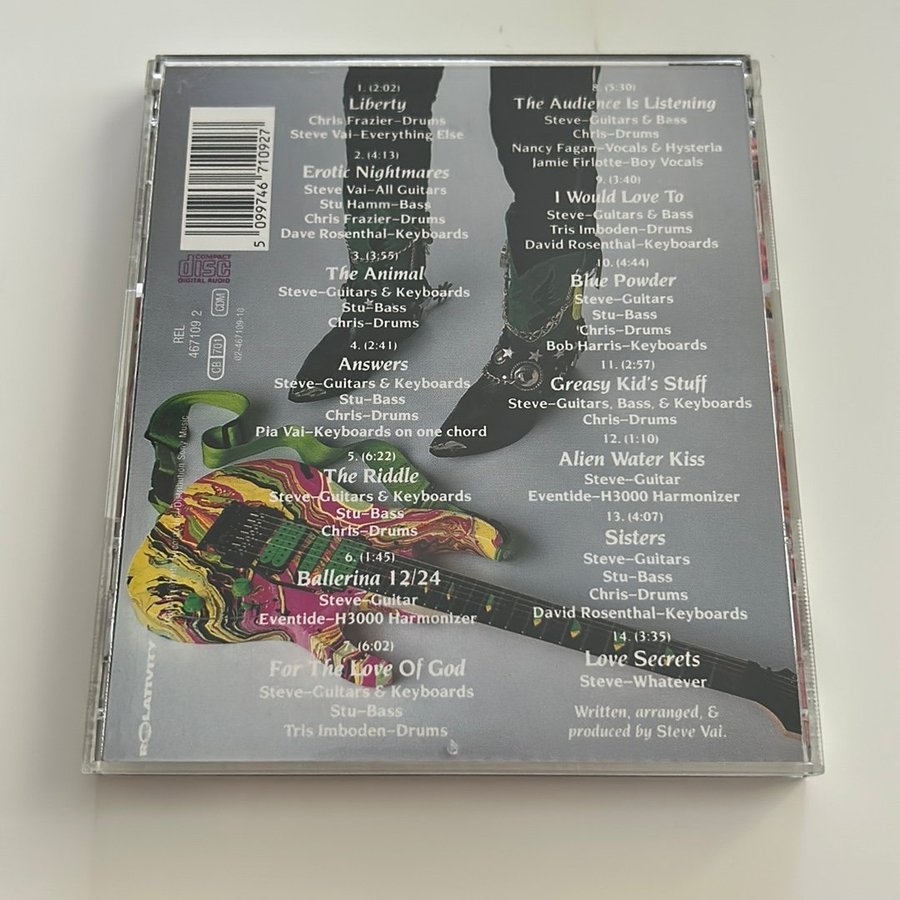 1. (2:02)
Liberty
Chris Frazier-Drums
Steve Vai-Everything Else
2. (4:13)
Erotic Nightmares
Steve Vai-All Guitars
Stu Hamm-Bass
Chris Frazier-Drums
Dave Rosenthal-Keyboards
3. (3:55)
The Animal
Steve-Guitars & Keyboards
Stu-Bass
Chris-Drums
4. (2:41)
Answers
Steve-Guitars & Keyboards
Stu-Bass
Chris-Drums
Pia Vai-Keyboards on one chord
5. (6:22)
The Riddle
Steve-Guitars & Keyboards
Stu-Bass
Chris-Drums
6. (1:45)
Ballerina 12/24
Steve-Guitar
Eventide-H3000 Harmonizer
7. (6:02)
For The Love Of God
Steve-Guitars & Keyboards
Stu-Bass
Tris Imboden-Drums
8. (5:30)
The Audience Is Listening
Steve-Guitars & Bass
Chris-Drums
Nancy Fagan-Vocals & Hysteria
Jamie Firlotte-Boy Vocals
9. (3:40)
I Would Love To
Steve-Guitars & Bass
Tris Imboden-Drums
David Rosenthal-Keyboards
10. (4:44)
Blue Powder
Steve-Guitars
Stu-Bass
Chris-Drums
Bob Harris-Keyboards
11. (2:57)
Greasy Kid's Stuff
Steve-Guitars, Bass, & Keyboards
Chris-Drums
12. (1:10)
Alien Water Kiss
Steve-Guitar
Eventide-H3000 Harmonizer
13. (4:07)
Sisters
Steve-Guitars
Stu-Bass
Chris-Drums
David Rosenthal-Keyboards
14. (3:35)
Love Secrets
Steve-Whatever
Written, arranged, &
produced by Steve Vai.
5 099746 710927
COMPACT
disc
DIGITAL AUDIO
REL
467109 2
CDM
CB 701
02-467109-10
Sony Music
RELATIVITY